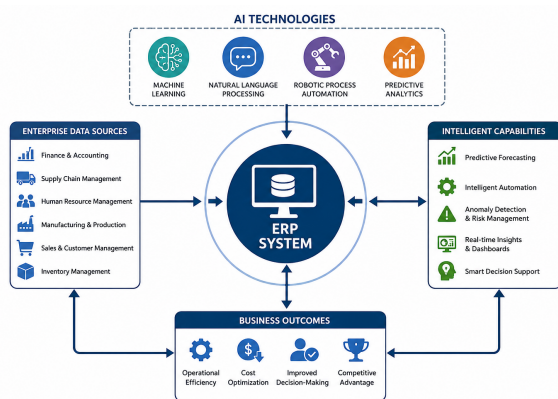 AI TECHNOLOGIES
MACHINE
LEARNING
NATURAL LANGUAGE
PROCESSING
ROBOTIC PROCESS
AUTOMATION
PREDICTIVE
ANALYTICS
ENTERPRISE DATA SOURCES
Finance & Accounting
Supply Chain Management
Human Resource Management
Manufacturing & Production
Sales & Customer Management
Inventory Management
ERP
SYSTEM
INTELLIGENT CAPABILITIES
Predictive Forecasting
Intelligent Automation
Anomaly Detection
& Risk Management
Real-time Insights
& Dashboards
Smart Decision Support
BUSINESS OUTCOMES
$
Operational
Efficiency
Cost
Optimization
Improved
Decision-Making
Competitive
Advantage